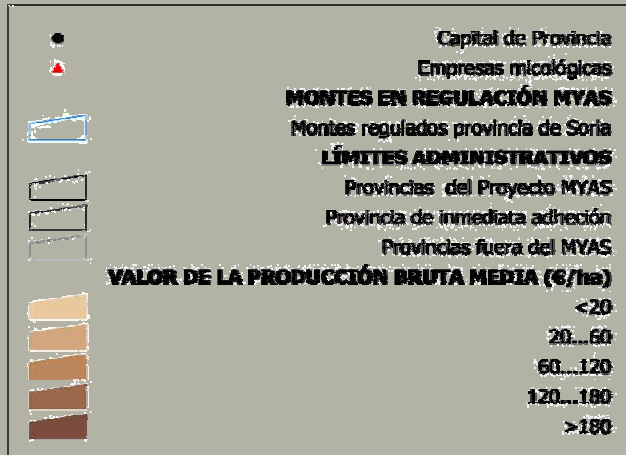 Capital de Provincia
Empresas micológicas
MONTES EN REGULACIÓN MYAS
Montes regulados provincia de Soria
LÍMITES ADMINISTRATIVOS
Provincias del Proyecto MYAS
Provincia de inmediata adheción
Provincias fuera del MYAS
VALOR DE LA PRODUCCIÓN BRUTA MEDIA (€/ha)
<20
20...60
60...120
120...180
>180